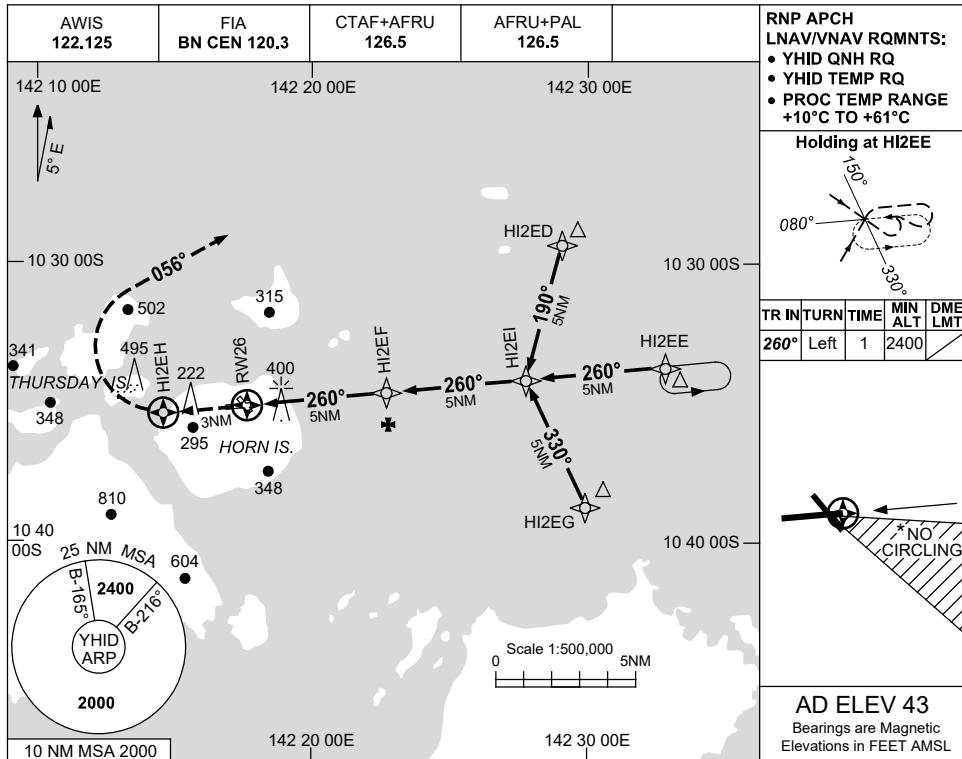 AWIS
122.125
FIA
BN CEN 120.3
CTAF+AFRU
126.5
AFRU+PAL
126.5
RNP APCH
LNAV/VNAV RQMNTS:
• YHID QNH RQ
• YHID TEMP RQ
• PROC TEMP RANGE
+10°C TO +61°C
142 10 00E
142 20 00E
142 30 00E
5° E
Holding at HI2EE
150°
080°
330°
TR IN TURN TIME MIN ALT DME LMT
260° Left 1 2400
10 30 00S
10 30 00S
056°
HI2ED
190°
5NM
502
315
341
495
THURSDAY IS.
348
HI2EH
222
RW26
400
HI2EF
HI2EI
HI2EE
260°
5NM
260°
5NM
260°
5NM
3NM
295
HORN IS.
348
330°
5NM
HI2EG
810
10 40
00S
10 40 00S
*NO
CIRCLING
25 NM MSA
604
2400
B-165°
B-216°
YHID
ARP
2000
Scale 1:500,000
0 5NM
10 NM MSA 2000
142 20 00E
142 30 00E
AD ELEV 43
Bearings are Magnetic
Elevations in FEET AMSL